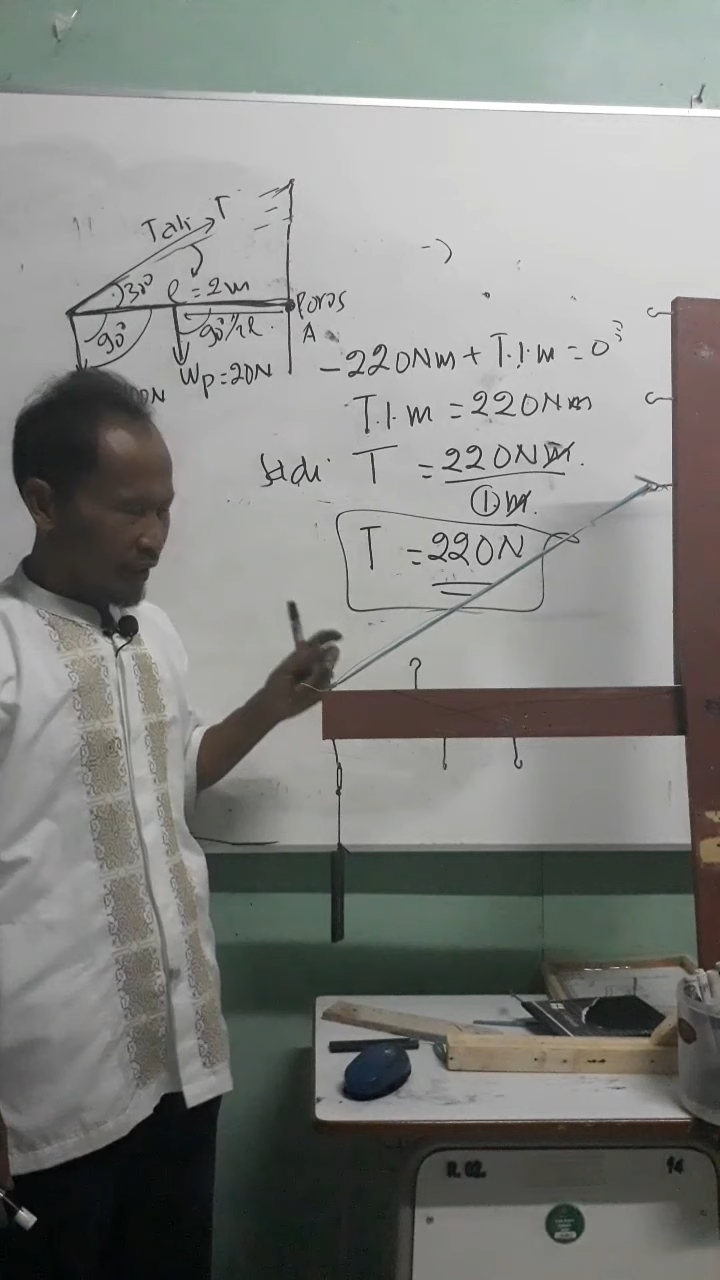 Tali T
30°
l = 2m
Poros
A
90°
90° 1/2 l.
Wp = 20N
N
-220Nm + T.1.m = 0
T.1.m = 220Nm
Jadi T = 220Nm.
1m.
T = 220N
R. 02. 14